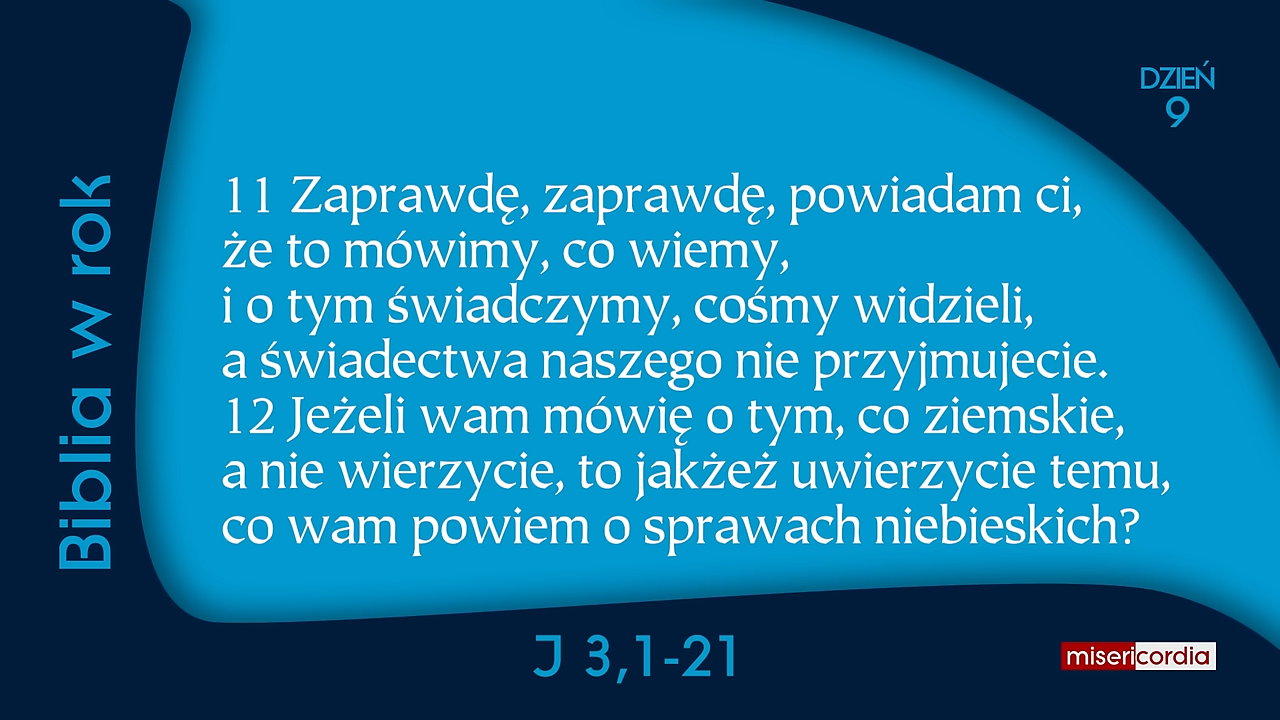 DZIEŃ
9
Biblia w rok
11 Zaprawdę, zaprawdę, powiadam ci,
że to mówimy, co wiemy,
i o tym świadczymy, cośmy widzieli,
a świadectwa naszego nie przyjmujecie.
12 Jeżeli wam mówię o tym, co ziemskie,
a nie wierzycie, to jakżeż uwierzycie temu,
co wam powiem o sprawach niebieskich?
J 3,1-21
misericordia